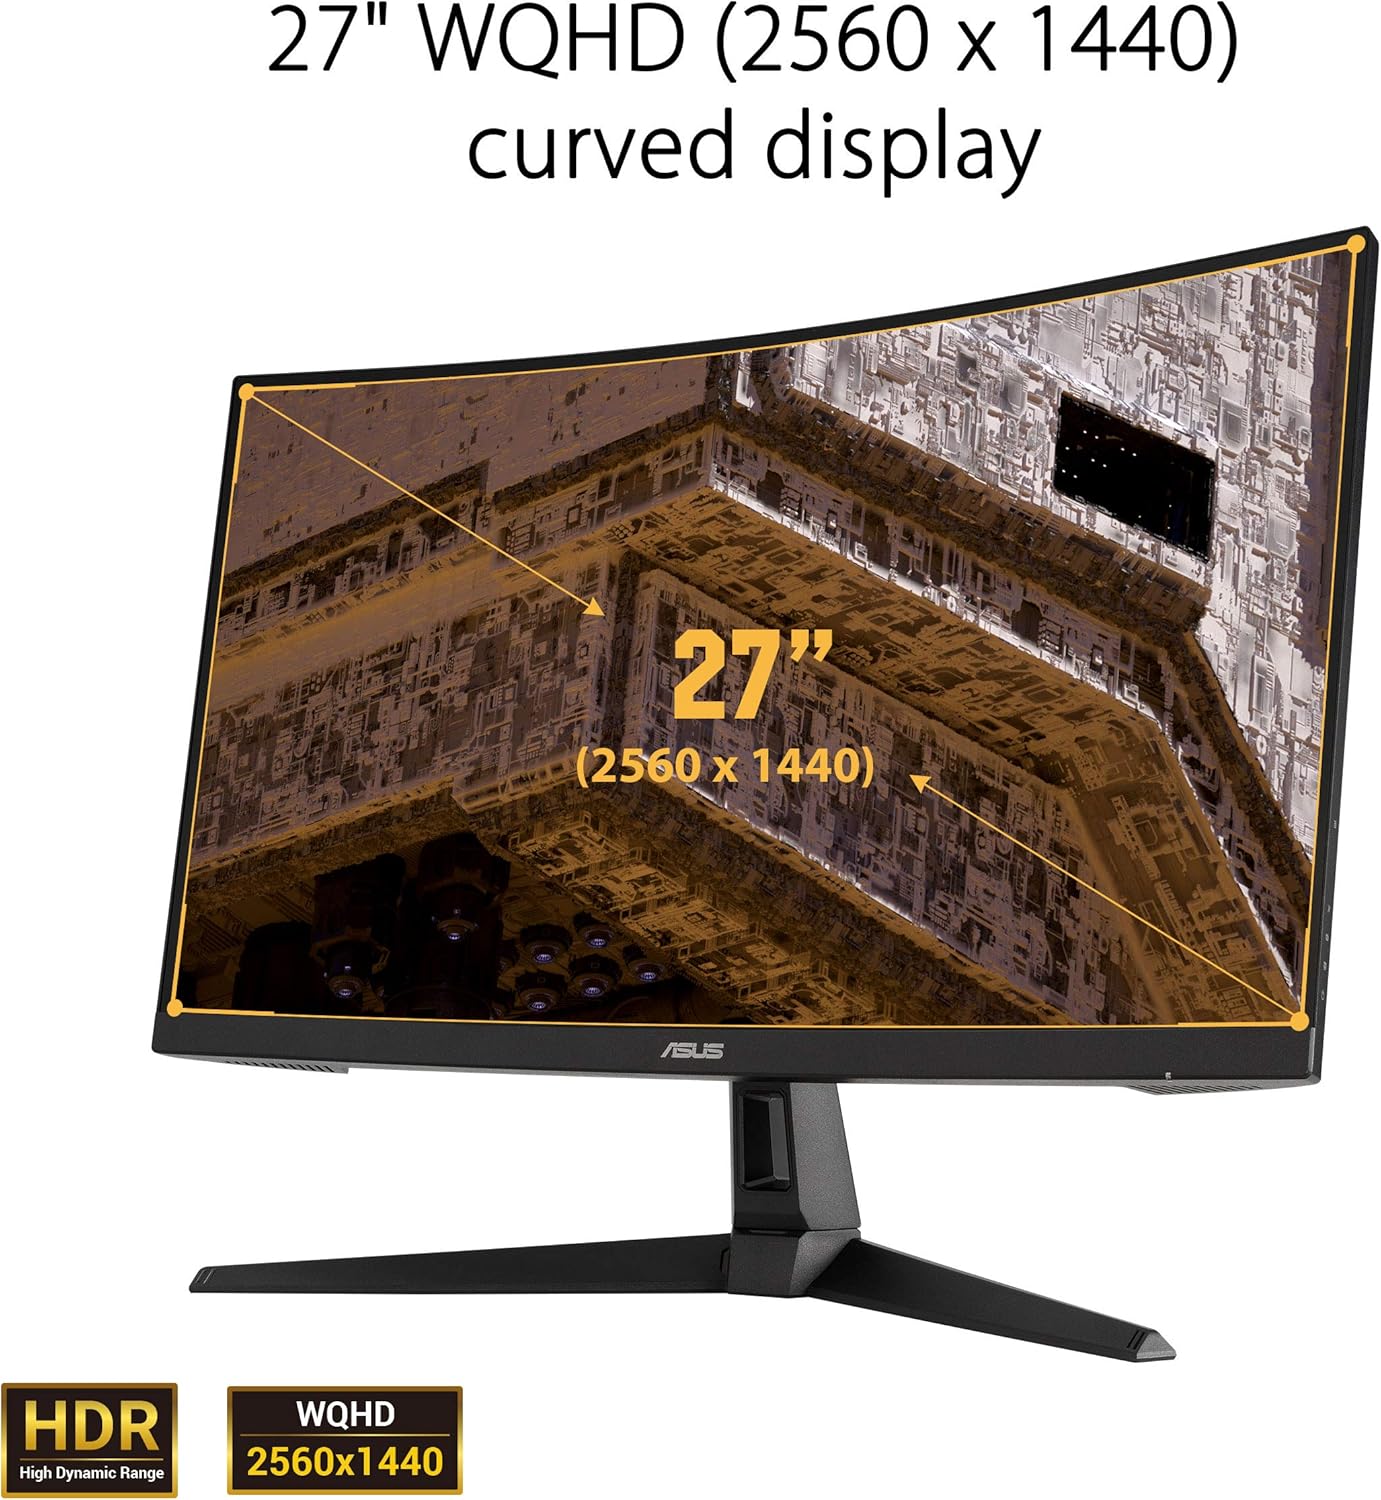 27" WQHD (2560 x 1440)
curved display
27”
(2560 x 1440)
ASUS
HDR
High Dynamic Range
WQHD
2560x1440